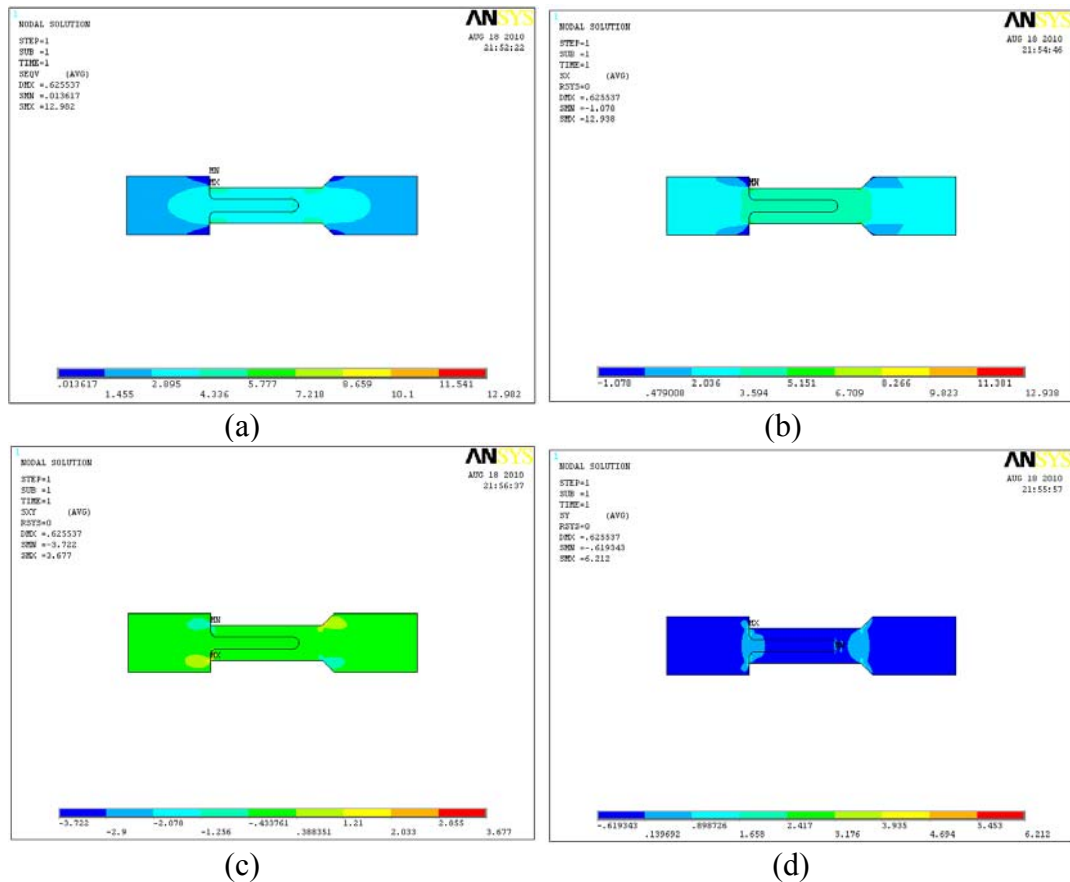 1
NODAL SOLUTION
STEP=1
SUB =1
TIME=1
SEQV (AVG)
DMX =.625537
SMN =.013617
SMX =12.982
ANSYS
AUG 18 2010
21:52:22
MN
MX
.013617 2.895 5.777 8.659 11.541
1.455 4.336 7.218 10.1 12.982
(a)
1
NODAL SOLUTION
STEP=1
SUB =1
TIME=1
SX (AVG)
RSYS=0
DMX =.625537
SMN =-1.078
SMX =12.938
ANSYS
AUG 18 2010
21:54:46
MN
-1.078 2.036 5.151 8.266 11.381
.479008 3.594 6.709 9.823 12.938
(b)
1
NODAL SOLUTION
STEP=1
SUB =1
TIME=1
SXY (AVG)
RSYS=0
DMX =.625537
SMN =-3.722
SMX =3.677
ANSYS
AUG 18 2010
21:56:37
MN
MX
-3.722 -2.078 -.433761 1.21 2.855
-2.9 -1.256 .388351 2.033 3.677
(c)
1
NODAL SOLUTION
STEP=1
SUB =1
TIME=1
SY (AVG)
RSYS=0
DMX =.625537
SMN =-.619343
SMX =6.212
ANSYS
AUG 18 2010
21:55:57
MX
-.619343 .898726 2.417 3.935 5.453
.139692 1.658 3.176 4.694 6.212
(d)